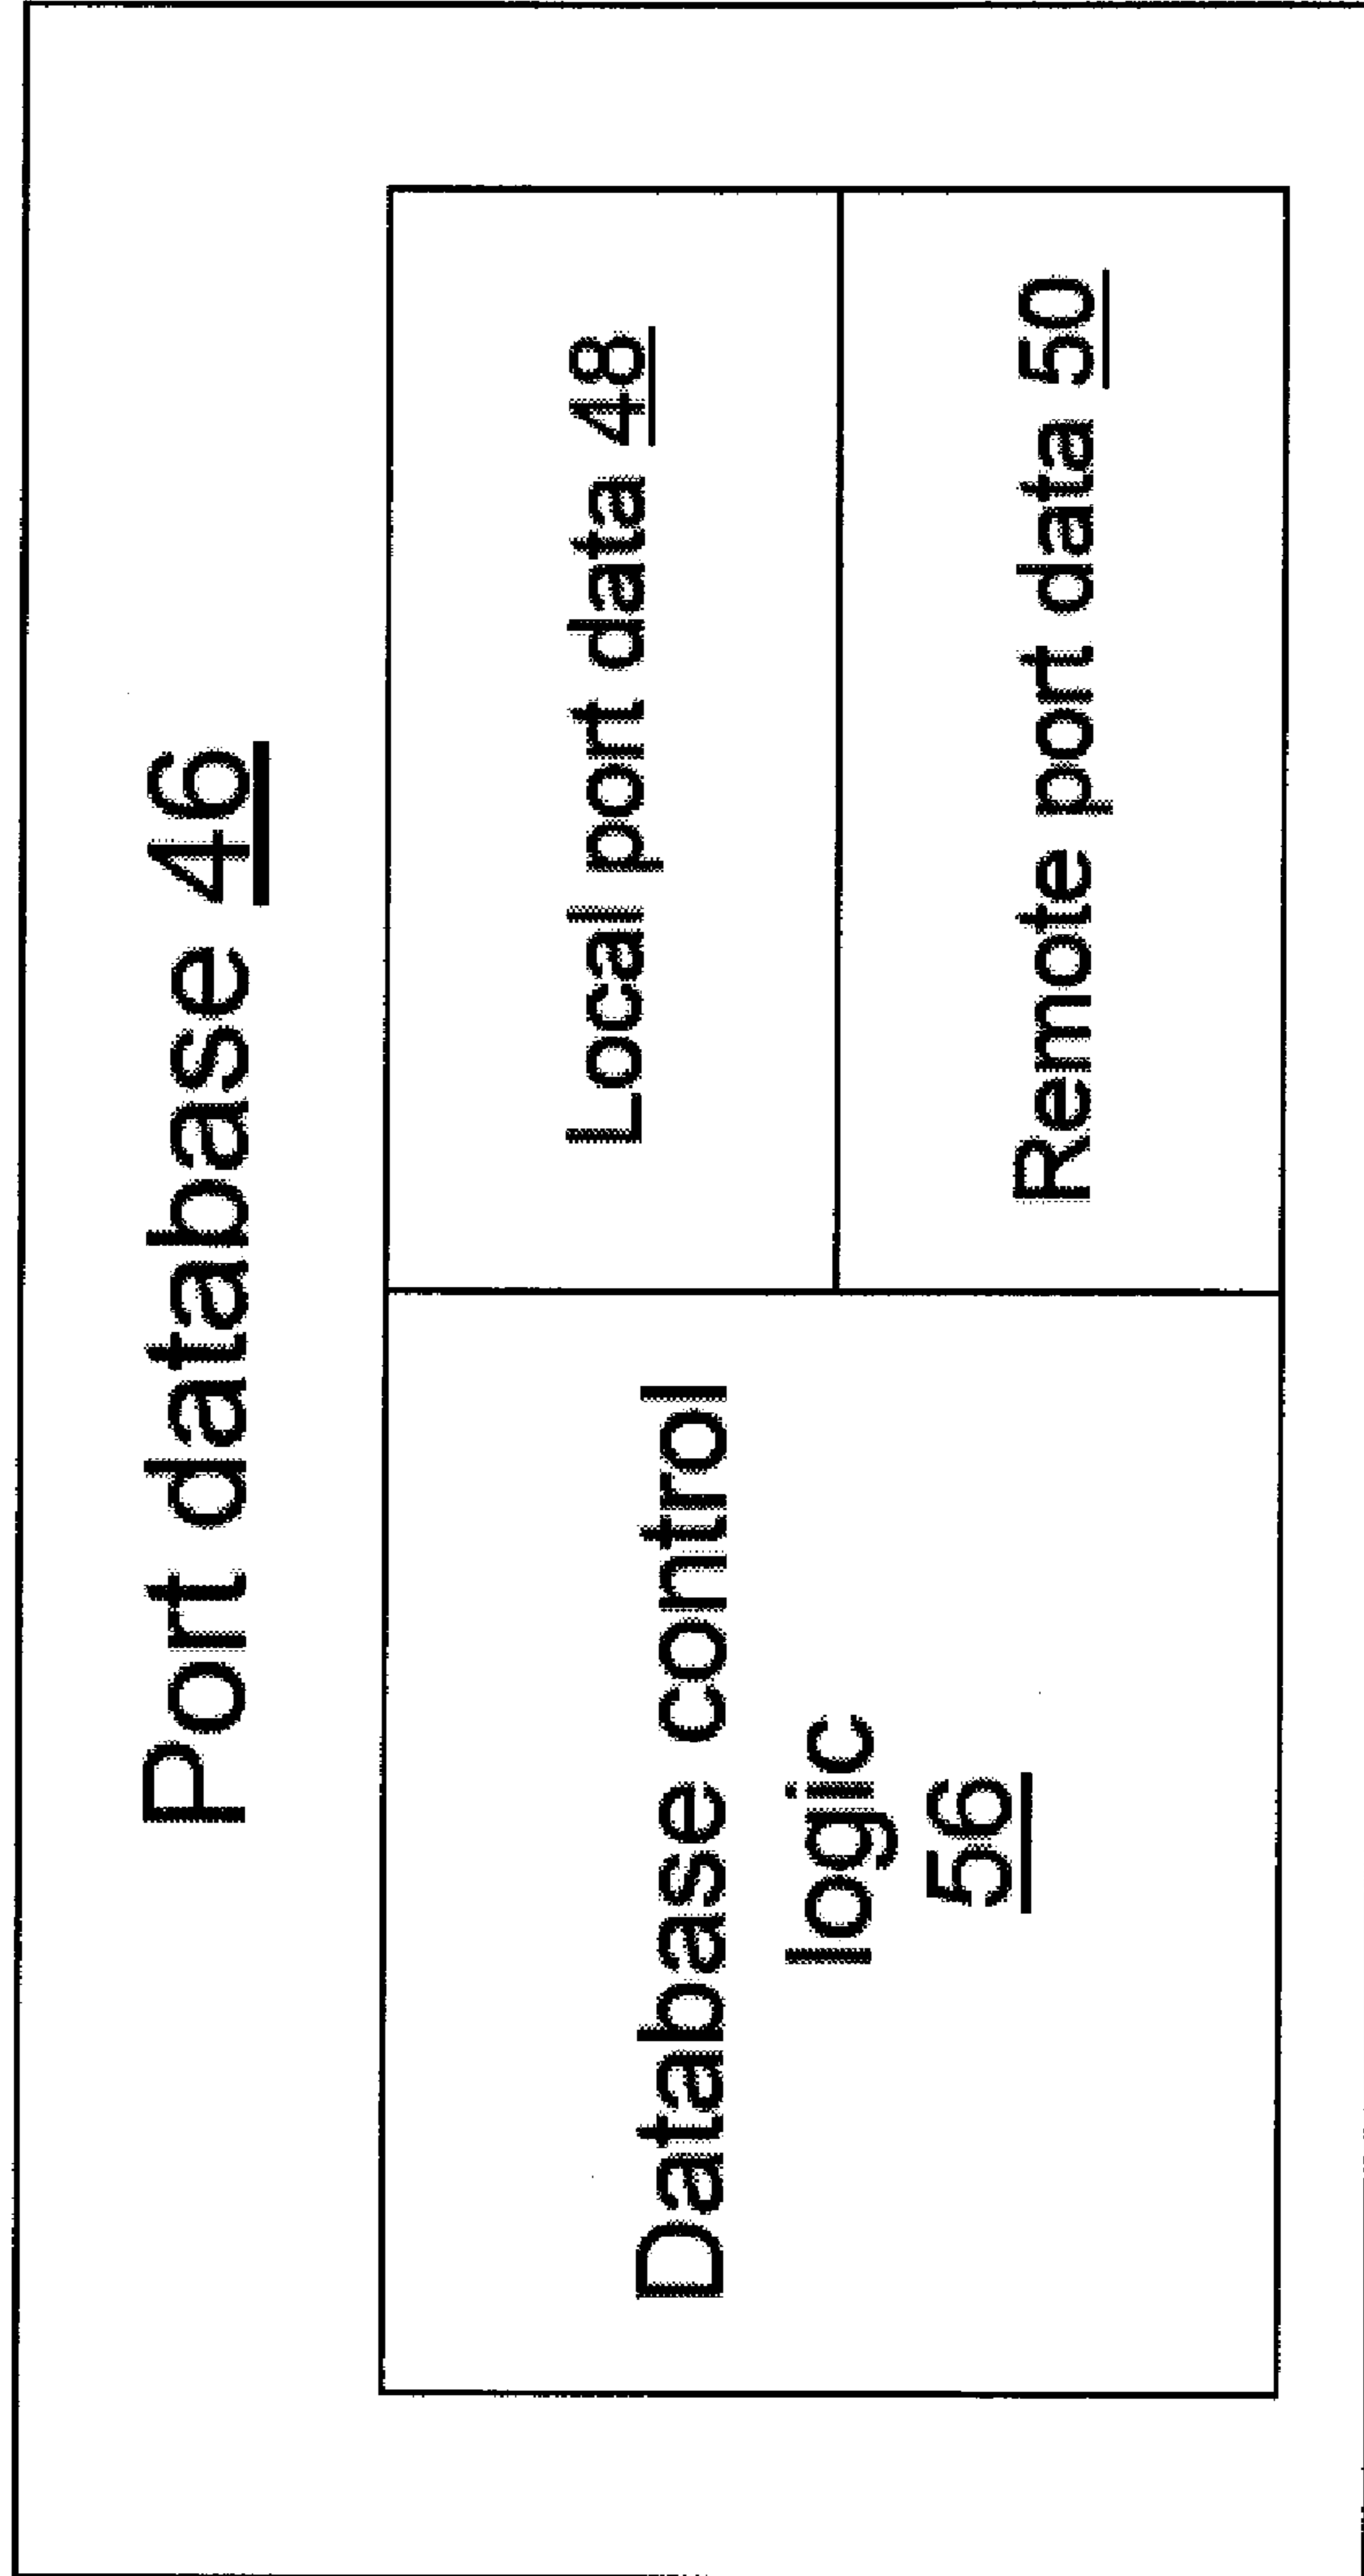 Port database 46
Database control
logic
56
Local port data 48
Remote port data 50